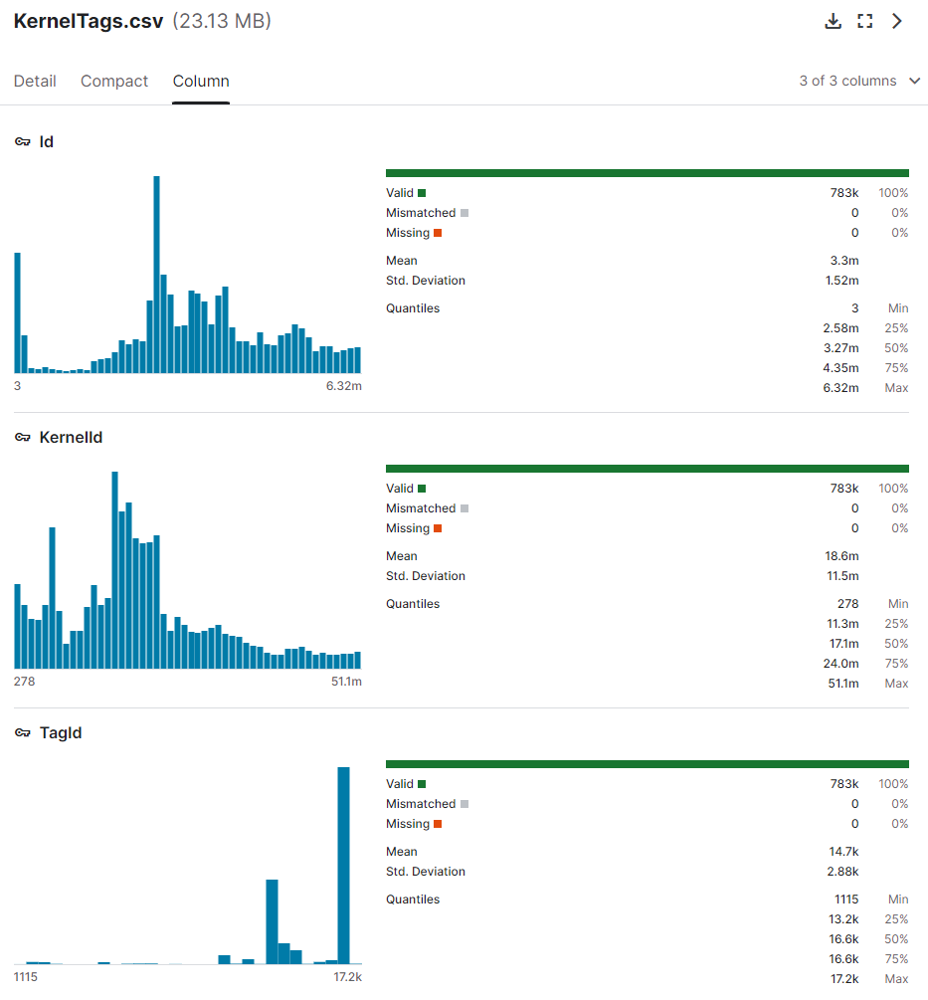 KernelTags.csv (23.13 MB)
Detail Compact Column 3 of 3 columns
Id
Valid 783k 100%
Mismatched 0 0%
Missing 0 0%
Mean 3.3m
Std. Deviation 1.52m
Quantiles 3 Min
2.58m 25%
3.27m 50%
4.35m 75%
6.32m Max
3 6.32m
KernelId
Valid 783k 100%
Mismatched 0 0%
Missing 0 0%
Mean 18.6m
Std. Deviation 11.5m
Quantiles 278 Min
11.3m 25%
17.1m 50%
24.0m 75%
51.1m Max
278 51.1m
TagId
Valid 783k 100%
Mismatched 0 0%
Missing 0 0%
Mean 14.7k
Std. Deviation 2.88k
Quantiles 1115 Min
13.2k 25%
16.6k 50%
16.6k 75%
17.2k Max
1115 17.2k